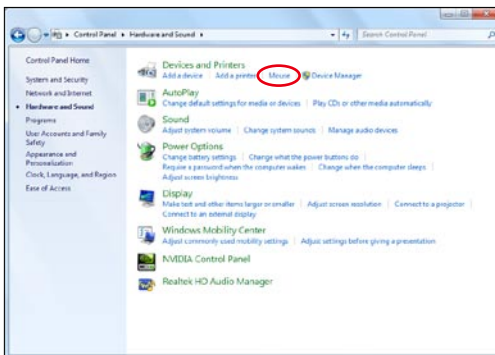 Control Panel ▸ Hardware and Sound ▸
Search Control Panel
Control Panel Home
System and Security
Network and Internet
Hardware and Sound
Programs
User Accounts and Family
Safety
Appearance and
Personalization
Clock, Language, and Region
Ease of Access
Devices and Printers
Add a device | Add a printer | Mouse | Device Manager
AutoPlay
Change default settings for media or devices | Play CDs or other media automatically
Sound
Adjust system volume | Change system sounds | Manage audio devices
Power Options
Change battery settings | Change what the power buttons do |
Require a password when the computer wakes | Change when the computer sleeps |
Adjust screen brightness
Display
Make text and other items larger or smaller | Adjust screen resolution | Connect to a projector |
Connect to an external display
Windows Mobility Center
Adjust commonly used mobility settings | Adjust settings before giving a presentation
NVIDIA Control Panel
Realtek HD Audio Manager